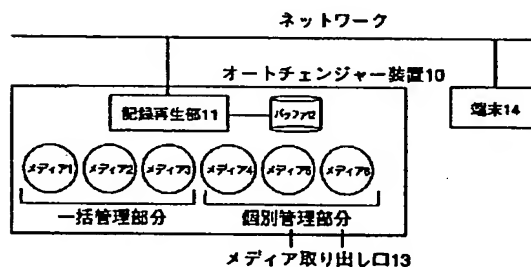 ネットワーク
オートチェンジャー装置10
記録再生部11
バッファ12
端末14
メディア1 メディア2 メディア3 メディア4 メディア5 メディア6
一括管理部分 個別管理部分
メディア取り出し口13